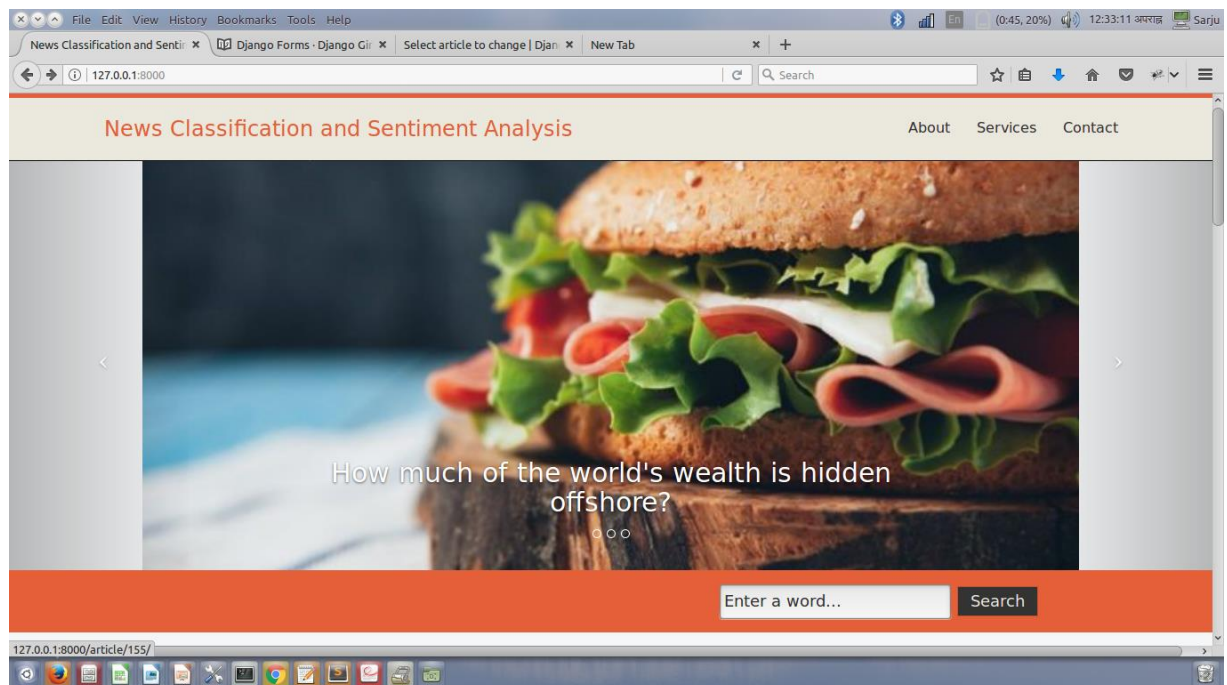 File Edit View History Bookmarks Tools Help
En (0:45, 20%) 12:33:11 अपराह्न Sarju
News Classification and Sentir Django Forms · Django Gir Select article to change | Djan New Tab
127.0.0.1:8000 Search
News Classification and Sentiment Analysis About Services Contact
How much of the world's wealth is hidden
offshore?
Enter a word... Search
127.0.0.1:8000/article/155/